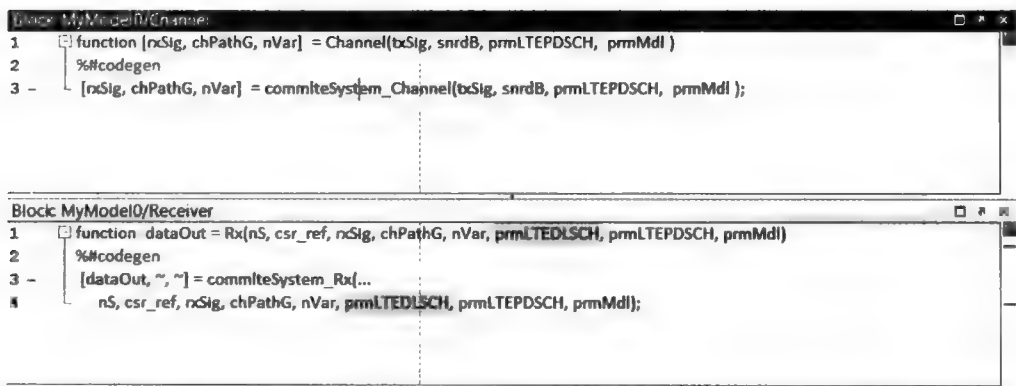 Block: MyModel0/Channel
1 function [rxSig, chPathG, nVar] = Channel(txSig, snrdB, prmLTEPDSCH, prmMdl )
2 %#codegen
3 - [rxSig, chPathG, nVar] = commlteSystem_Channel(txSig, snrdB, prmLTEPDSCH, prmMdl );
Block: MyModel0/Receiver
1 function dataOut = Rx(nS, csr_ref, rxSig, chPathG, nVar, prmLTEDLSCH, prmLTEPDSCH, prmMdl)
2 %#codegen
3 - [dataOut, ~, ~] = commlteSystem_Rx(...
4 nS, csr_ref, rxSig, chPathG, nVar, prmLTEDLSCH, prmLTEPDSCH, prmMdl);